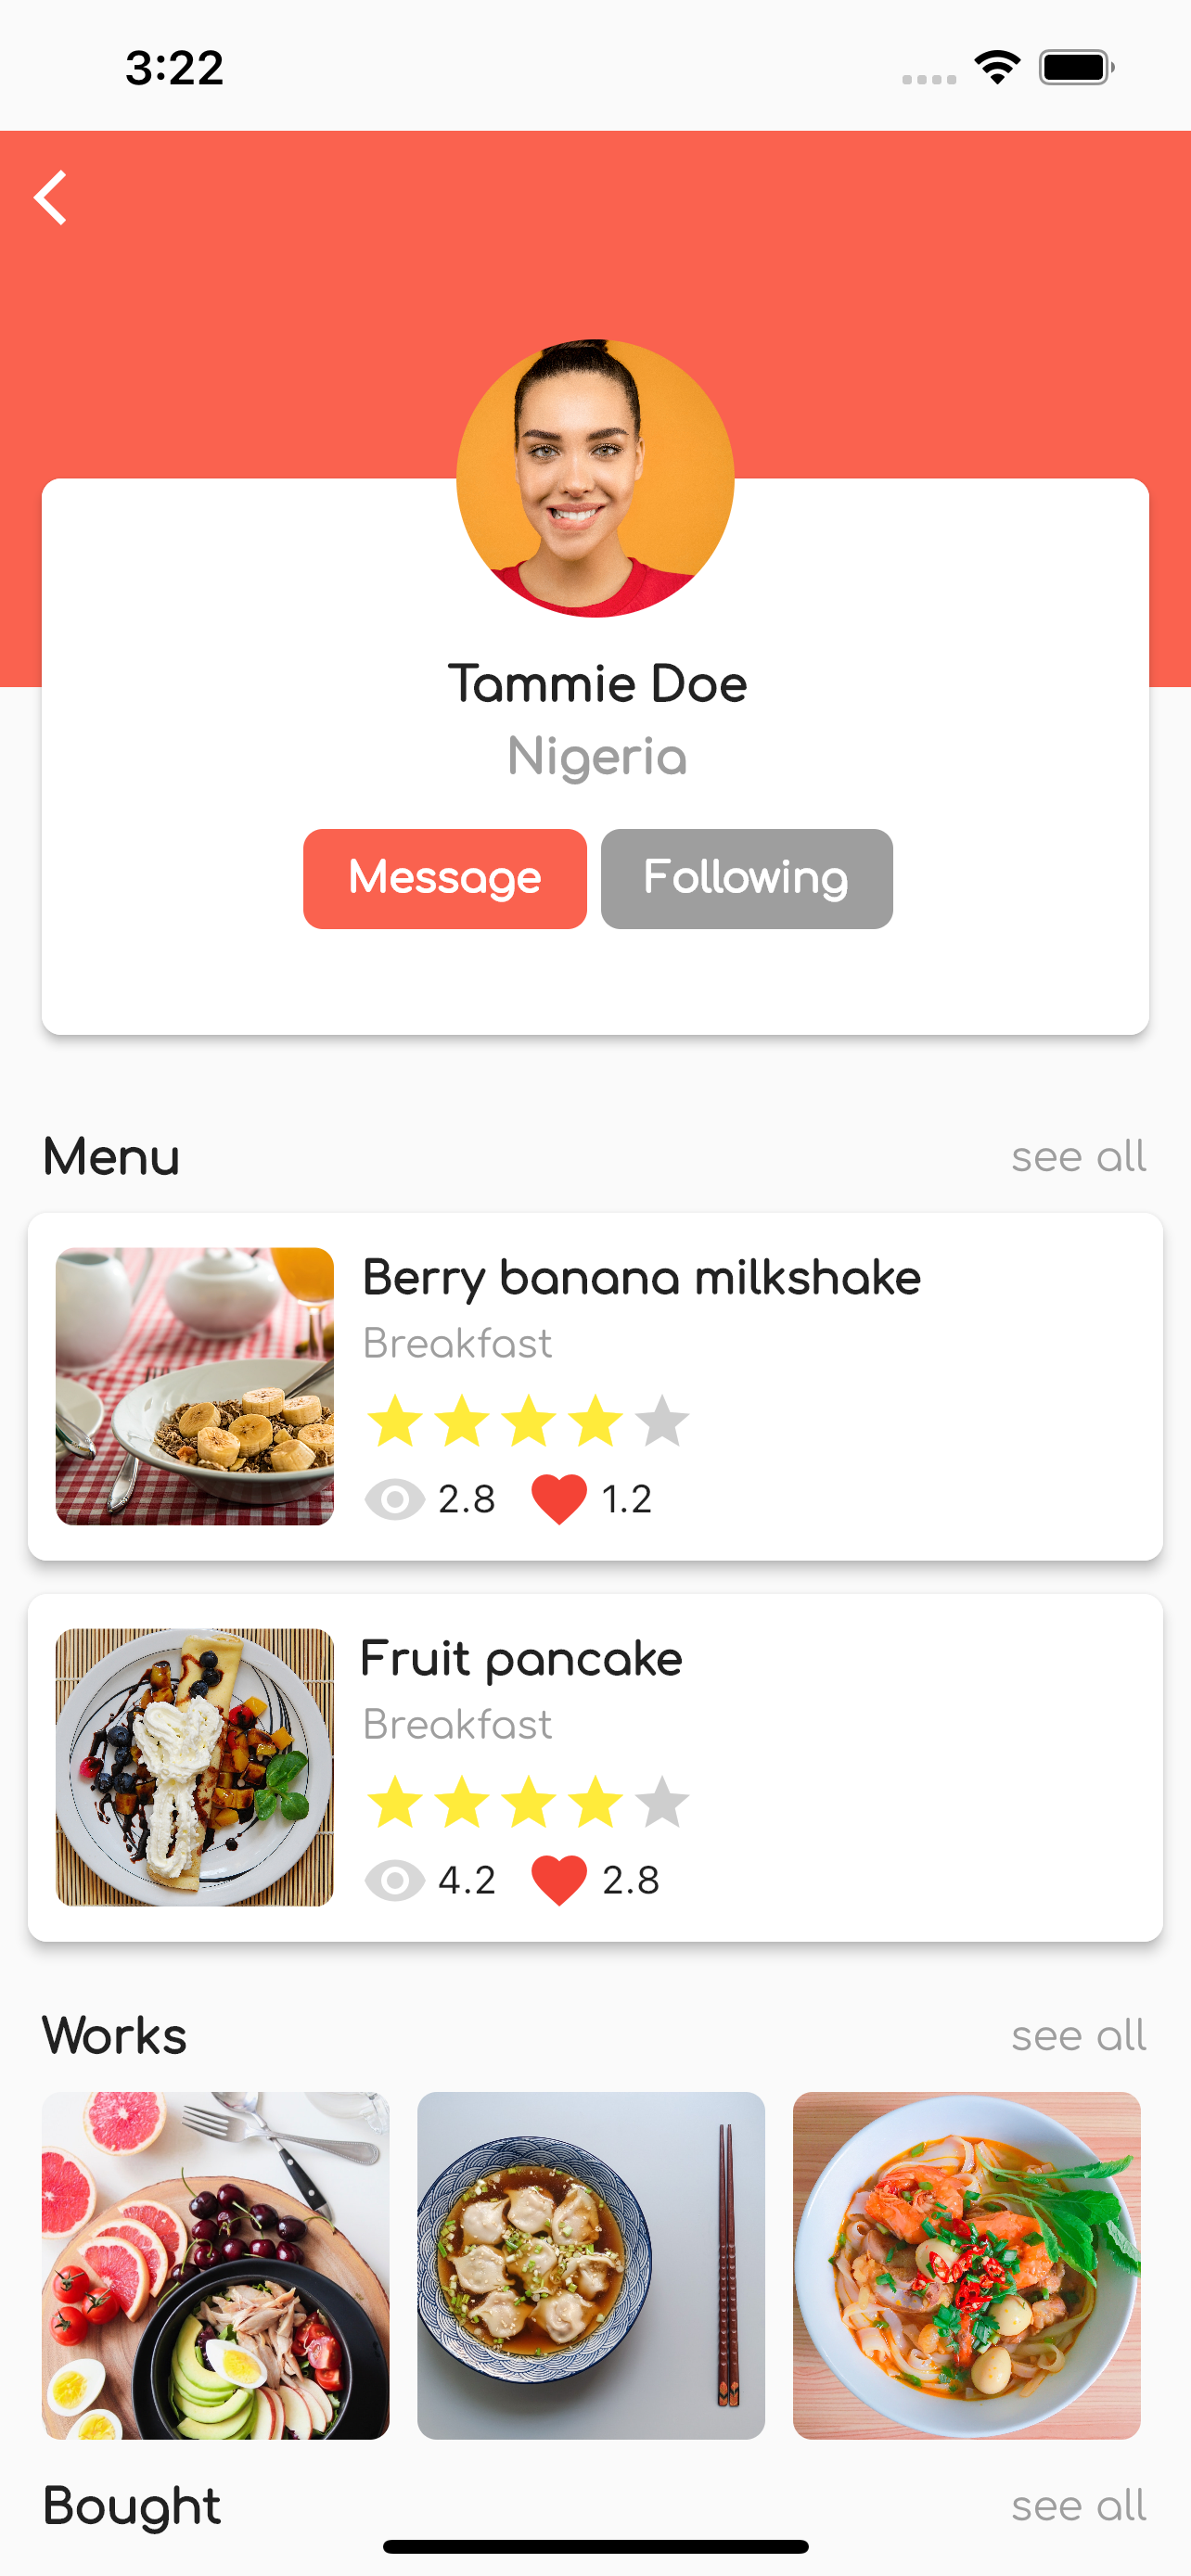 3:22
Tammie Doe
Nigeria
Message Following
Menu see all
Berry banana milkshake
Breakfast
2.8 1.2
Fruit pancake
Breakfast
4.2 2.8
Works see all
Bought see all